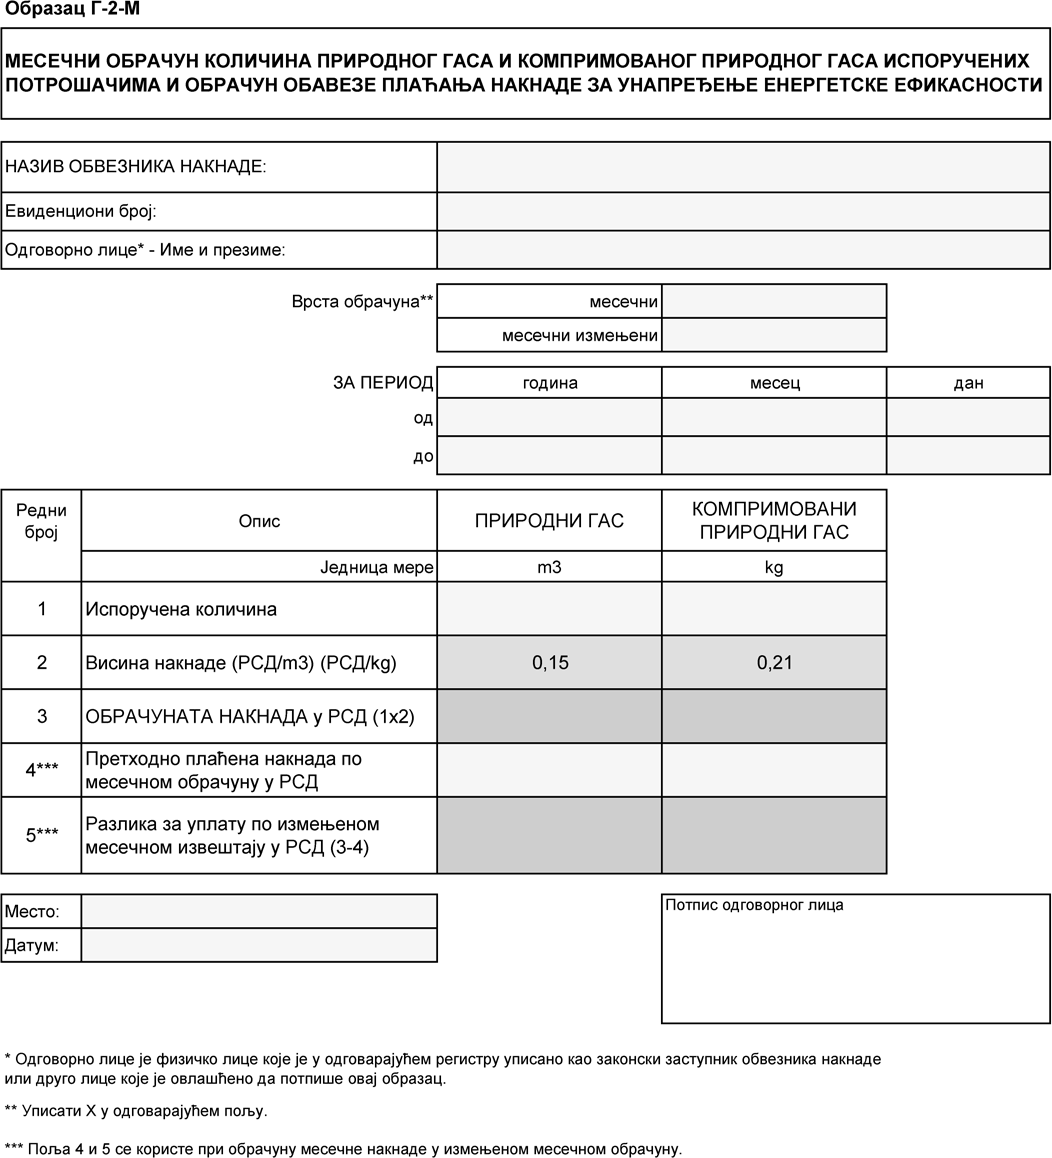 Образац Г-2-М
МЕСЕЧНИ ОБРАЧУН КОЛИЧИНА ПРИРОДНОГ ГАСА И КОМПРИМОВАНОГ ПРИРОДНОГ ГАСА ИСПОРУЧЕНИХ
ПОТРОШАЧИМА И ОБРАЧУН ОБАВЕЗЕ ПЛАЋАЊА НАКНАДЕ ЗА УНАПРЕЂЕЊЕ ЕНЕРГЕТСКЕ ЕФИКАСНОСТИ
НАЗИВ ОБВЕЗНИКА НАКНАДЕ:
Евиденциони број:
Одговорно лице* - Име и презиме:
Врста обрачуна** месечни
месечни измењени
ЗА ПЕРИОД година месец дан
од
до
Редни
број
Опис
ПРИРОДНИ ГАС
КОМПРИМОВАНИ
ПРИРОДНИ ГАС
Јединица мере m3 kg
1 Испоручена количина
2 Висина накнаде (РСД/m3) (РСД/kg) 0,15 0,21
3 ОБРАЧУНАТА НАКНАДА у РСД (1x2)
4*** Претходно плаћена накнада по
месечном обрачуну у РСД
5*** Разлика за уплату по измењеном
месечном извештају у РСД (3-4)
Место:
Датум:
Потпис одговорног лица
* Одговорно лице је физичко лице које је у одговарајућем регистру уписано као законски заступник обвезника накнаде
или друго лице које је овлашћено да потпише овај образац.
** Уписати X у одговарајућем пољу.
*** Поља 4 и 5 се користе при обрачуну месечне накнаде у измењеном месечном обрачуну.